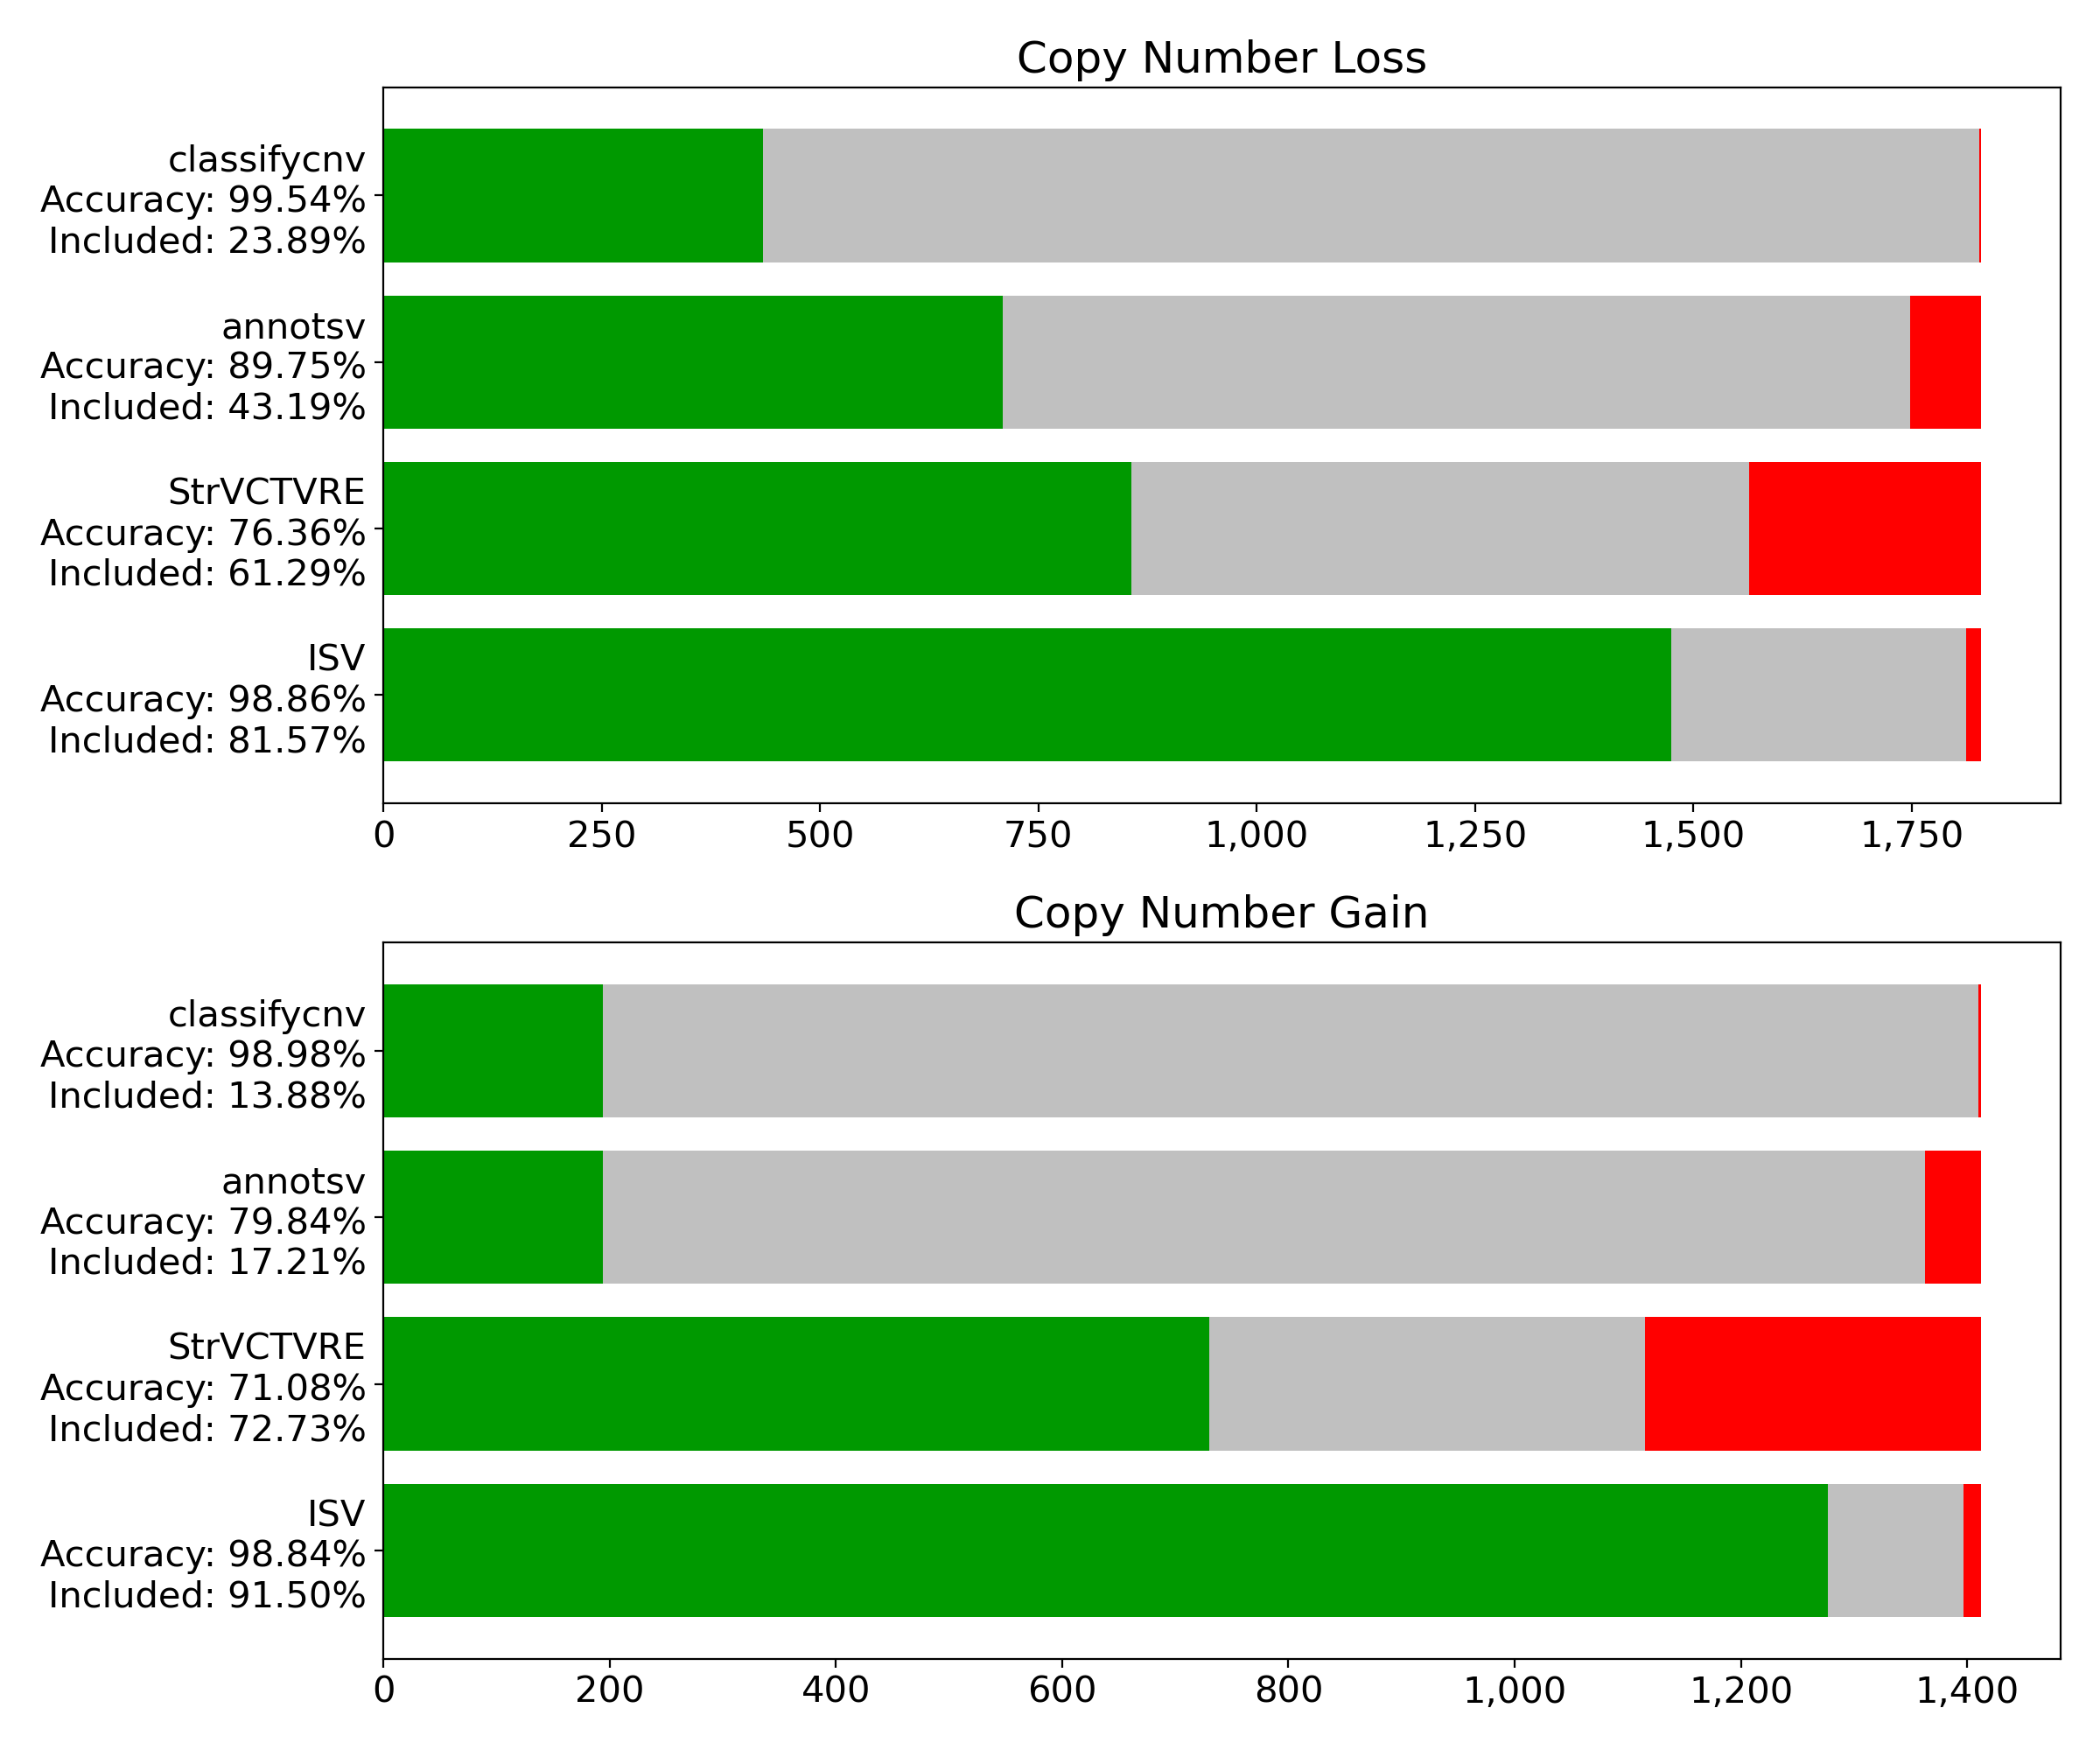 Copy Number Loss
classifycnv
Accuracy: 99.54%
Included: 23.89%
annotsv
Accuracy: 89.75%
Included: 43.19%
StrVCTVRE
Accuracy: 76.36%
Included: 61.29%
ISV
Accuracy: 98.86%
Included: 81.57%
0 250 500 750 1,000 1,250 1,500 1,750
Copy Number Gain
classifycnv
Accuracy: 98.98%
Included: 13.88%
annotsv
Accuracy: 79.84%
Included: 17.21%
StrVCTVRE
Accuracy: 71.08%
Included: 72.73%
ISV
Accuracy: 98.84%
Included: 91.50%
0 200 400 600 800 1,000 1,200 1,400